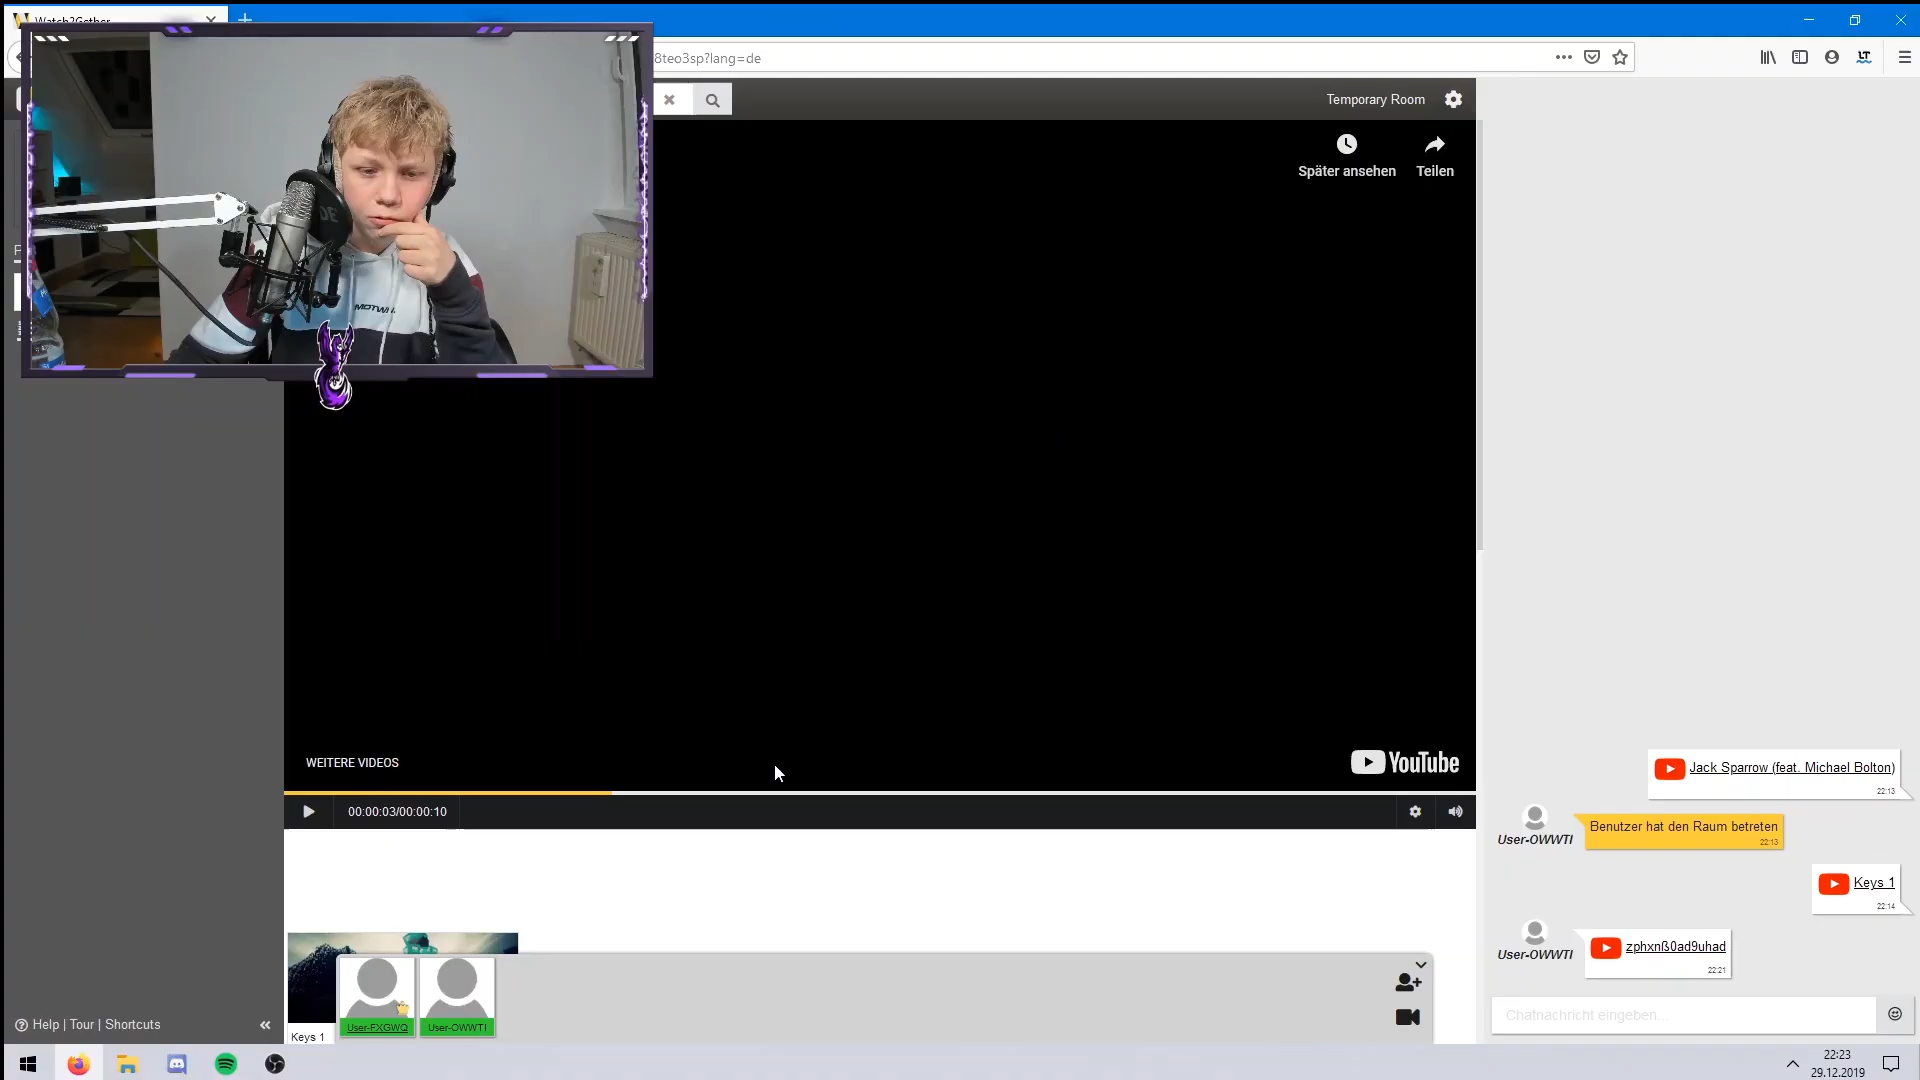 Watch2Gether
8teo3sp?lang=de
Temporary Room
Später ansehen
Teilen
WEITERE VIDEOS
YouTube
00:00:03/00:00:10
Jack Sparrow (feat. Michael Bolton)
22:13
User-OWWTI
Benutzer hat den Raum betreten
22:13
Keys 1
22:14
User-OWWTI
zphxnß0ad9uhad
22:21
Chatnachricht eingeben...
User-FXGWQ
User-OWWTI
Keys 1
Help | Tour | Shortcuts
22:23
29.12.2019